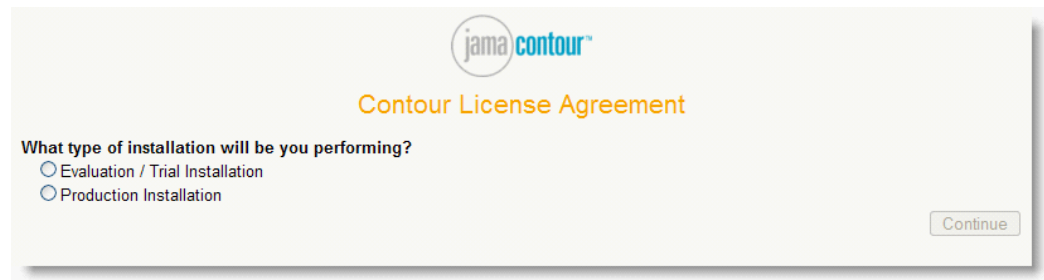 jama contour™
Contour License Agreement
What type of installation will be you performing?
Evaluation / Trial Installation
Production Installation
Continue